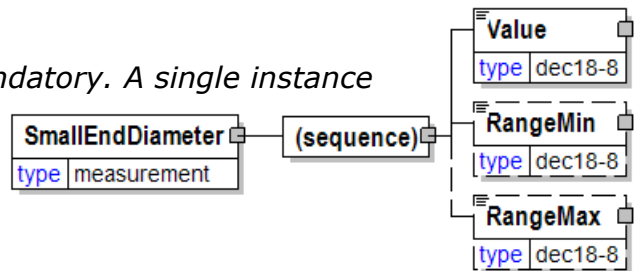 Value
type dec18-8
ndatory. A single instance
SmallEndDiameter
type measurement
(sequence)
RangeMin
type dec18-8
RangeMax
type dec18-8